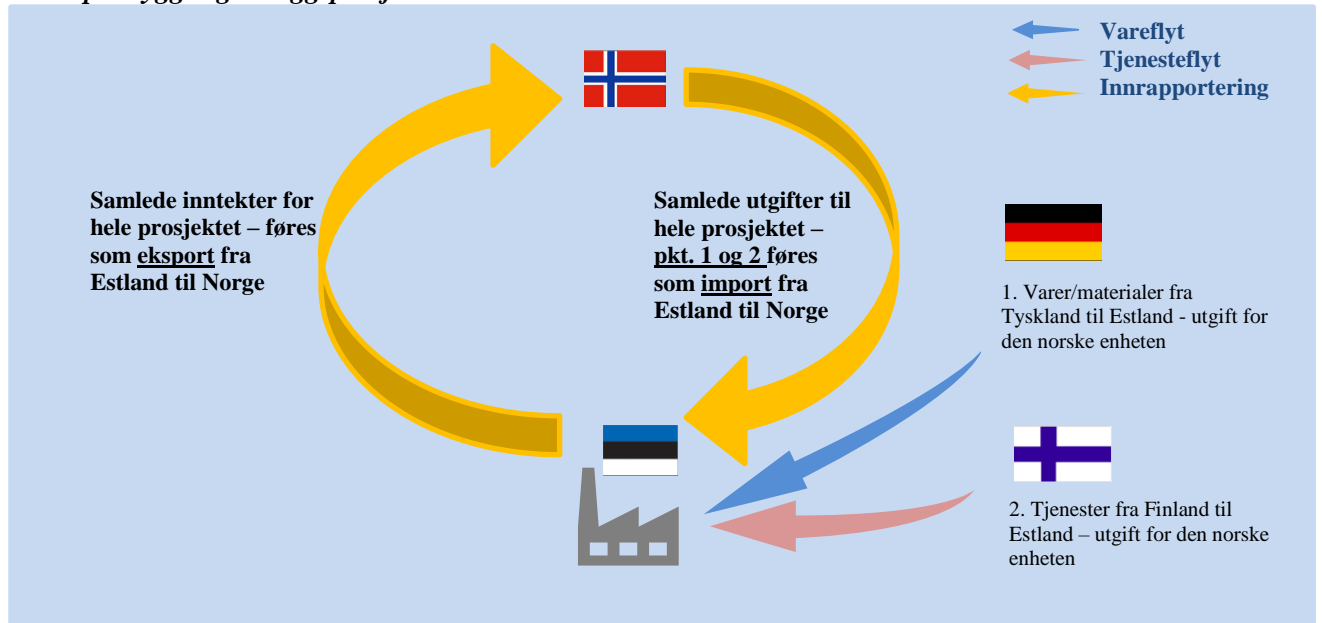 Vareflyt
Tjenesteflyt
Innrapportering
Samlede inntekter for
hele prosjektet – føres
som eksport fra
Estland til Norge
Samlede utgifter til
hele prosjektet –
pkt. 1 og 2 føres
som import fra
Estland til Norge
1. Varer/materialer fra
Tyskland til Estland - utgift for
den norske enheten
2. Tjenester fra Finland til
Estland – utgift for den norske
enheten